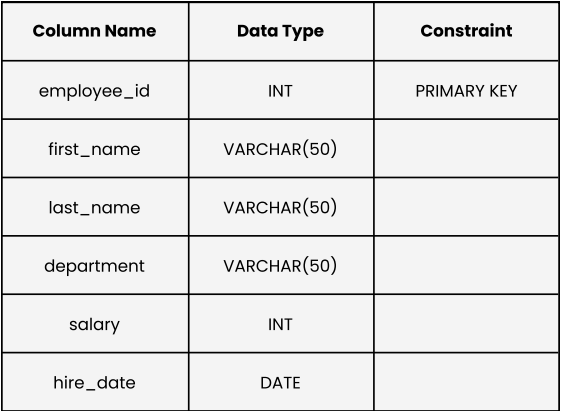 Column Name Data Type Constraint
employee_id INT PRIMARY KEY
first_name VARCHAR(50)
last_name VARCHAR(50)
department VARCHAR(50)
salary INT
hire_date DATE